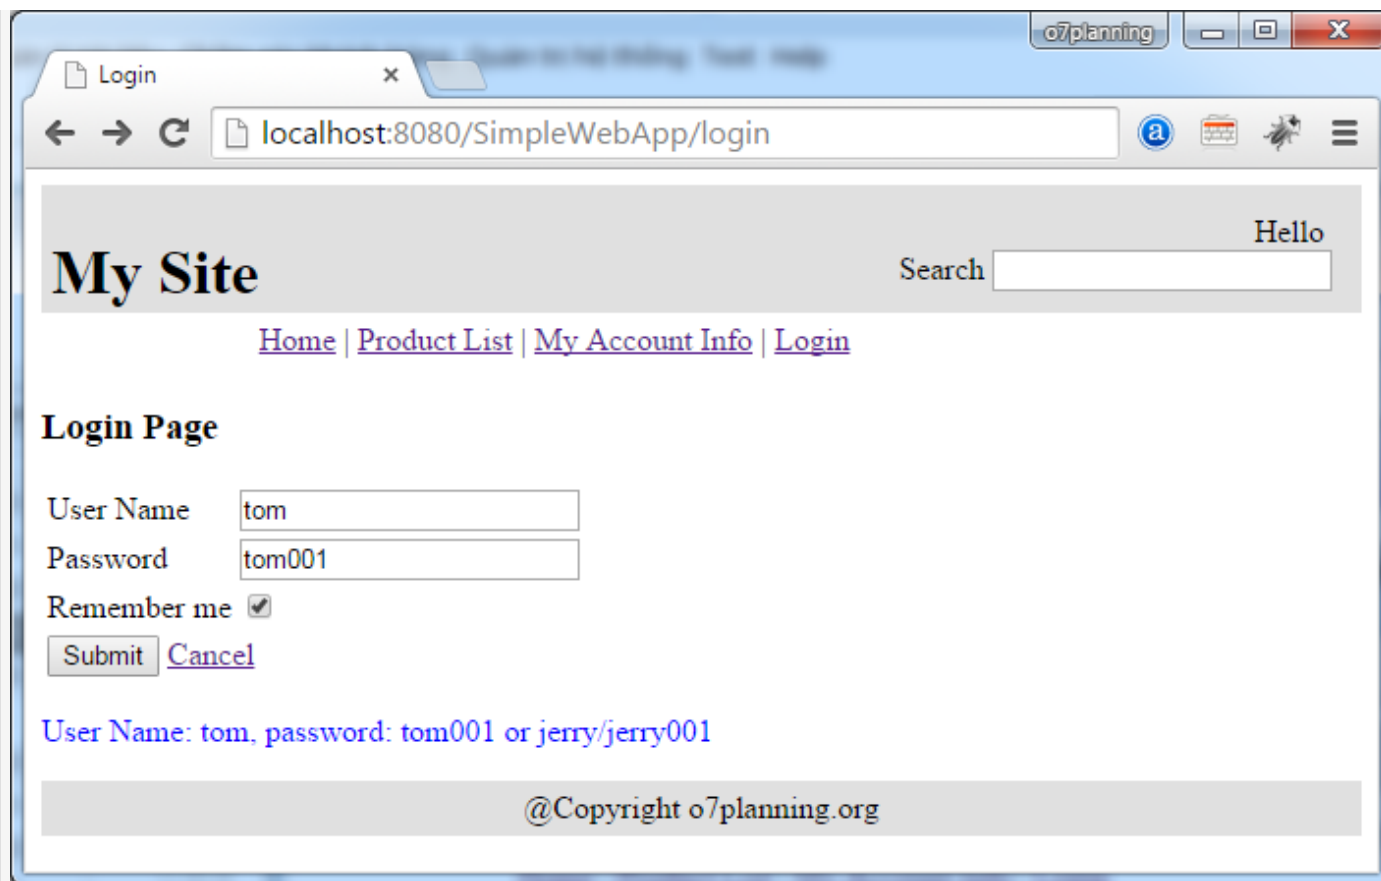 o7planning
Login
localhost:8080/SimpleWebApp/login
Hello
My Site
Search
Home | Product List | My Account Info | Login
Login Page
User Name tom
Password tom001
Remember me
Submit Cancel
User Name: tom, password: tom001 or jerry/jerry001
@Copyright o7planning.org